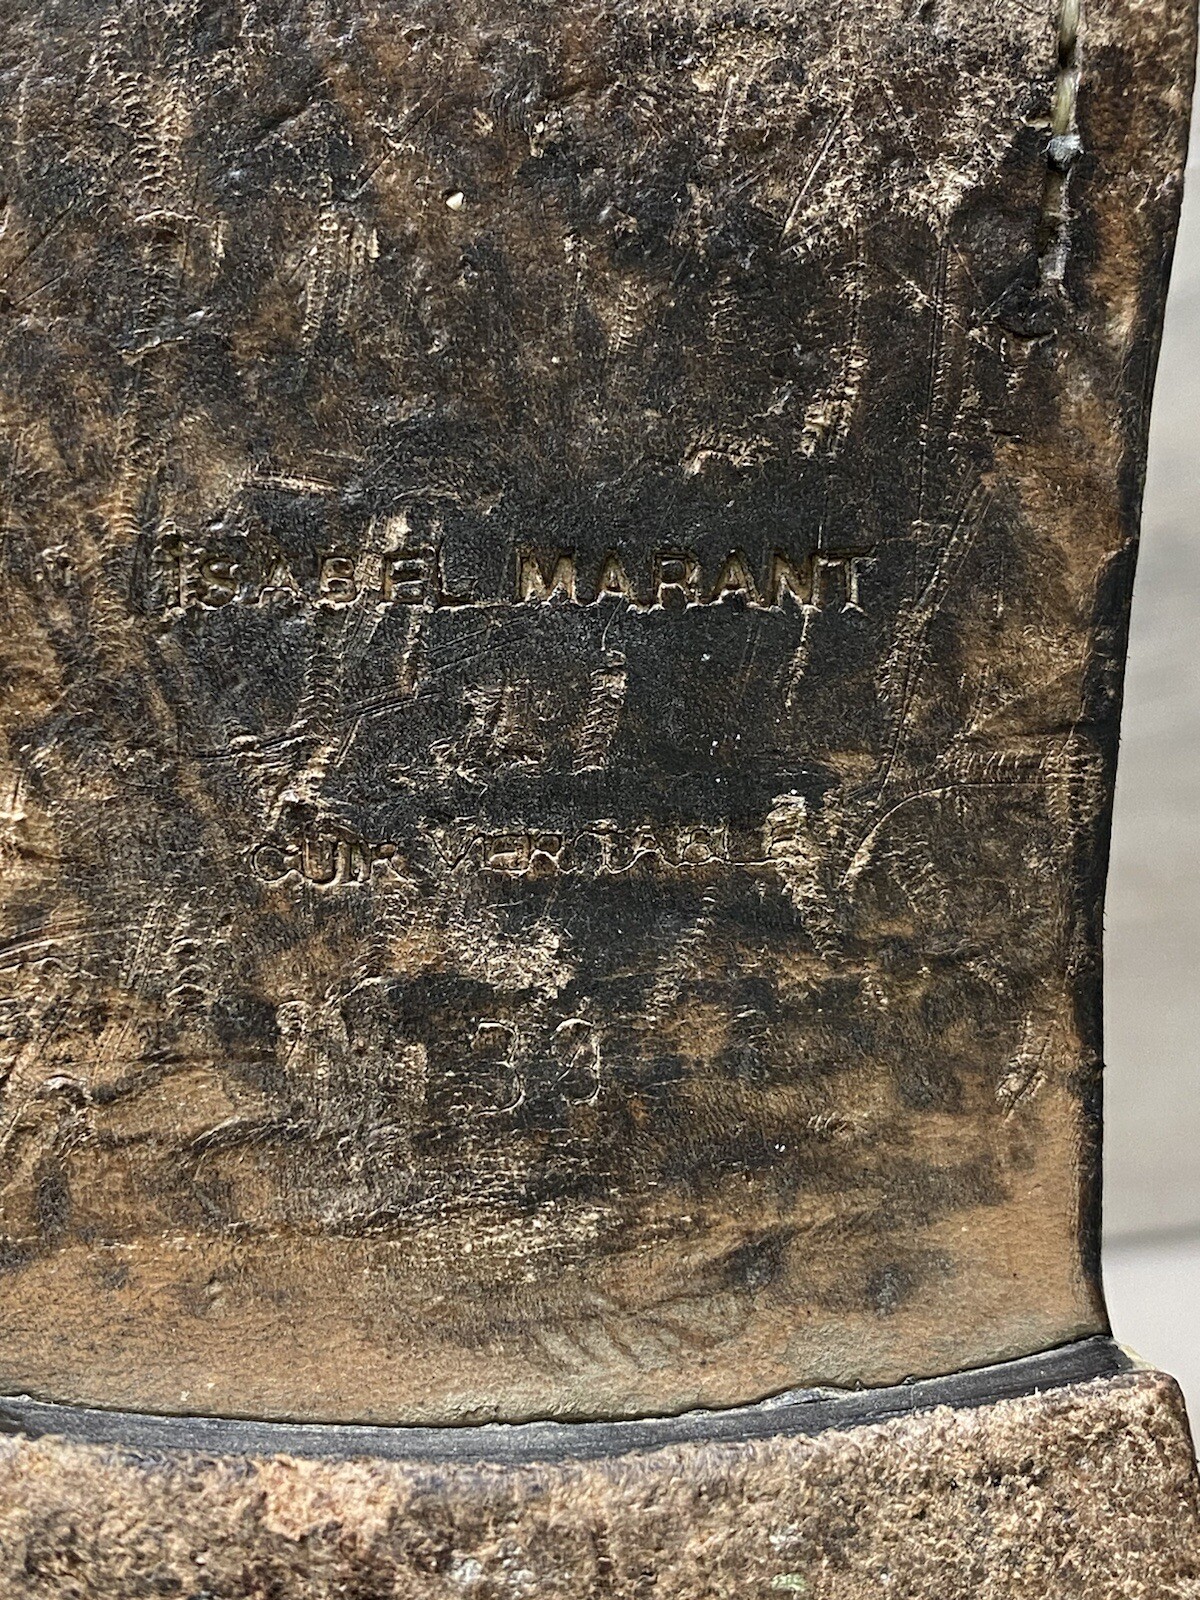 ISABEL MARANT
CUIR VERITABLE
39